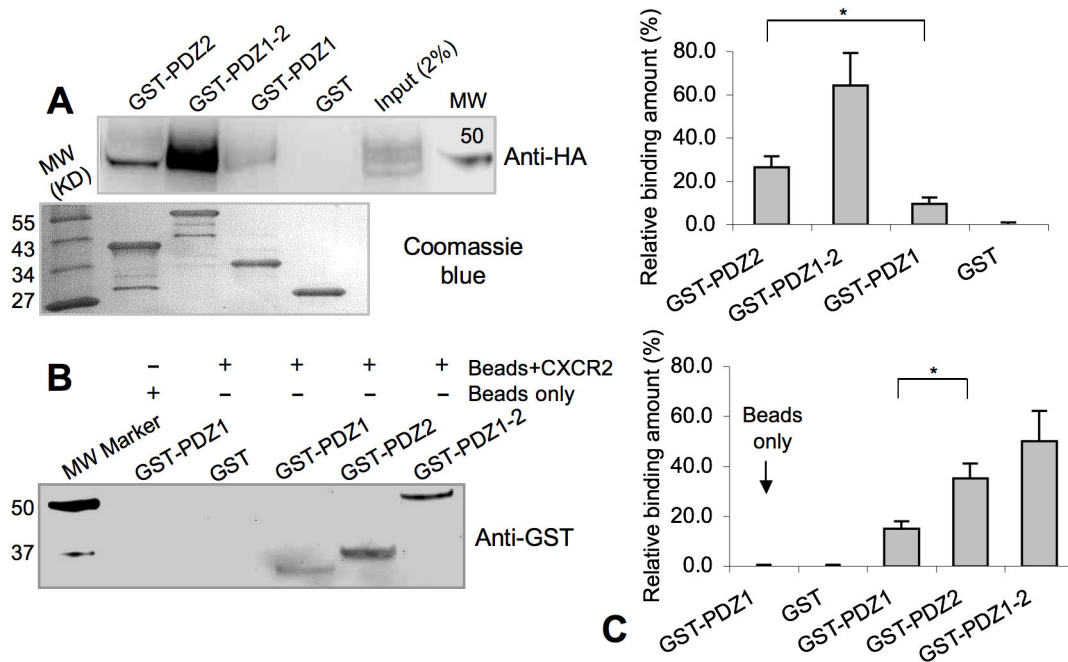 A
GST-PDZ2
GST-PDZ1-2
GST-PDZ1
GST
Input (2%)
MW
50
Anti-HA
MW
(KD)
55
43
34
27
Coomassie
blue
Relative binding amount (%)
80.0
60.0
40.0
20.0
0.0
*
GST-PDZ2
GST-PDZ1-2
GST-PDZ1
GST
B
– + + + + Beads+CXCR2
+ – – – – Beads only
MW Marker
GST-PDZ1
GST
GST-PDZ1
GST-PDZ2
GST-PDZ1-2
50
37
Anti-GST
C
Relative binding amount (%)
80.0
60.0
40.0
20.0
0.0
Beads
only
*
GST-PDZ1
GST
GST-PDZ1
GST-PDZ2
GST-PDZ1-2